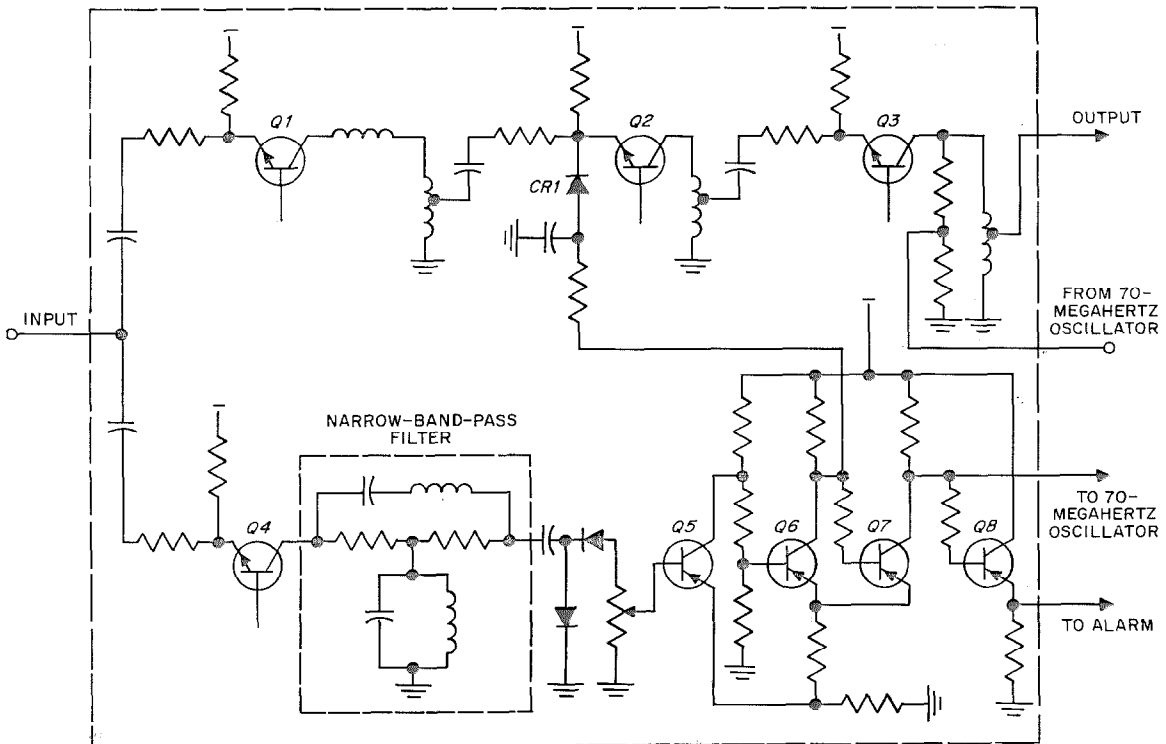 Q1
Q2
Q3
OUTPUT
CR1
INPUT
FROM 70-
MEGAHERTZ
OSCILLATOR
NARROW-BAND-PASS
FILTER
Q4
Q5
Q6
Q7
Q8
TO 70-
MEGAHERTZ
OSCILLATOR
TO ALARM